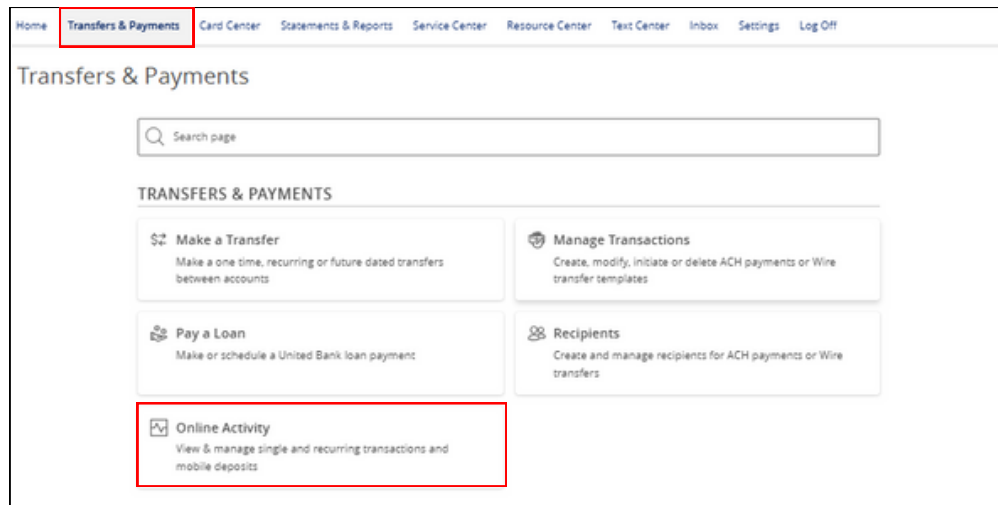 Home Transfers & Payments Card Center Statements & Reports Service Center Resource Center Text Center Inbox Settings Log Off
Transfers & Payments
Search page
TRANSFERS & PAYMENTS
Make a Transfer
Make a one time, recurring or future dated transfers
between accounts
Manage Transactions
Create, modify, initiate or delete ACH payments or Wire
transfer templates
Pay a Loan
Make or schedule a United Bank loan payment
Recipients
Create and manage recipients for ACH payments or Wire
transfers
Online Activity
View & manage single and recurring transactions and
mobile deposits